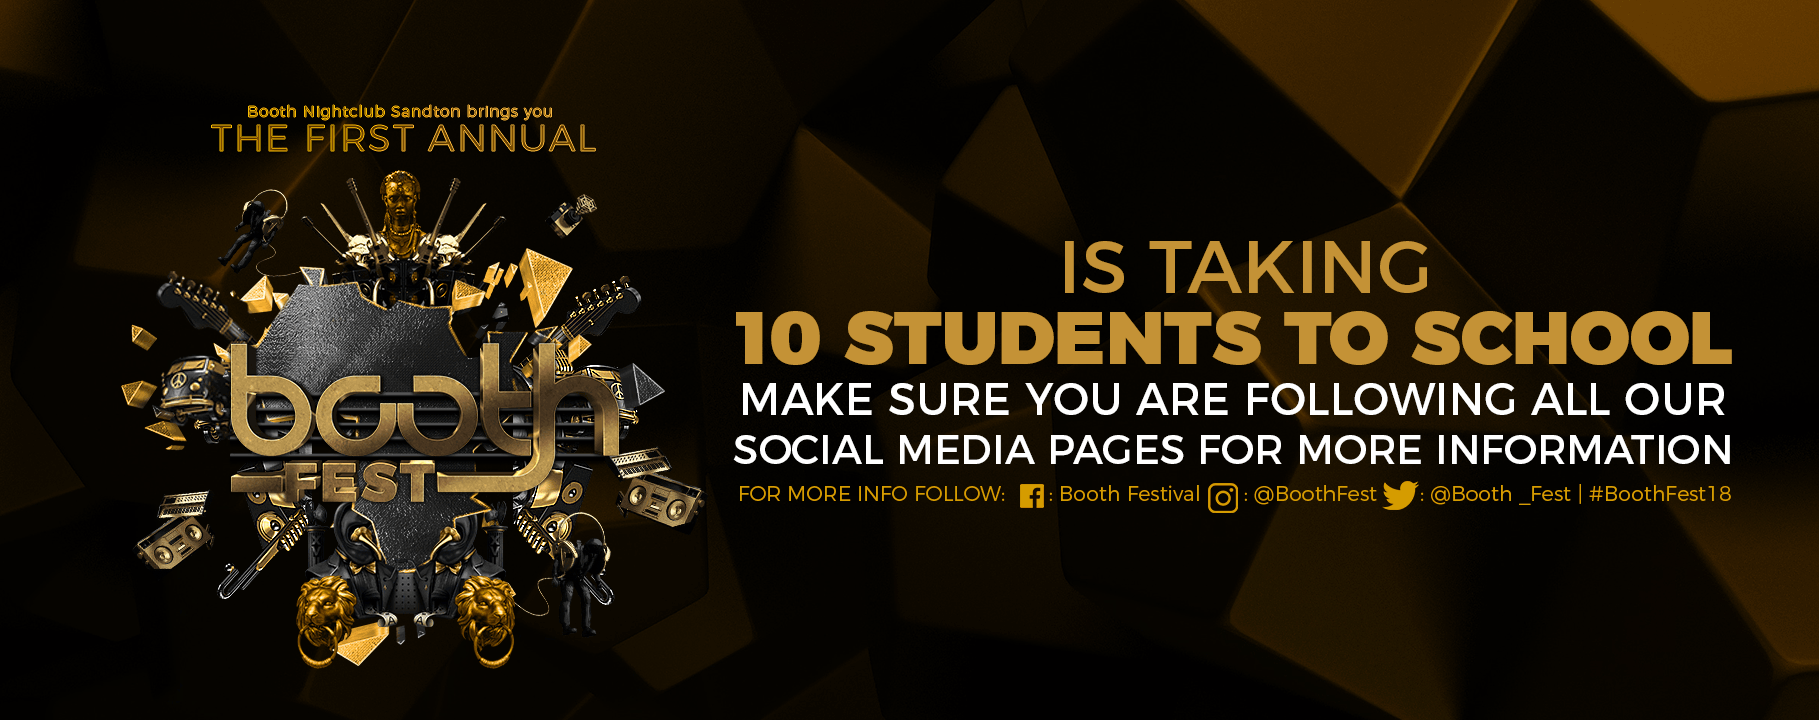 Booth Nightclub Sandton brings you
THE FIRST ANNUAL
booth
FEST
IS TAKING
10 STUDENTS TO SCHOOL
MAKE SURE YOU ARE FOLLOWING ALL OUR
SOCIAL MEDIA PAGES FOR MORE INFORMATION
FOR MORE INFO FOLLOW: : Booth Festival : @BoothFest : @Booth _Fest | #BoothFest18